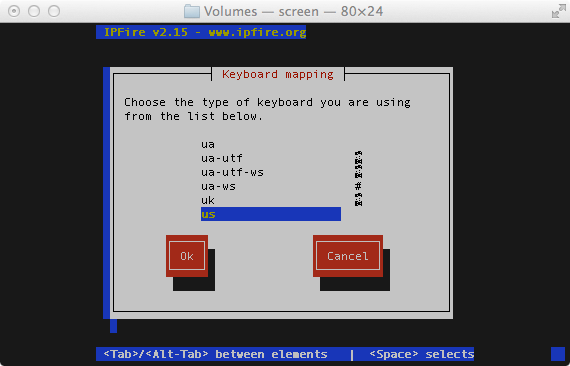 Volumes — screen — 80×24
IPFire v2.15 - www.ipfire.org
Keyboard mapping
Choose the type of keyboard you are using
from the list below.
ua
ua-utf
ua-utf-ws
ua-ws
#
uk
us
Ok Cancel
<Tab>/<Alt-Tab> between elements | <Space> selects